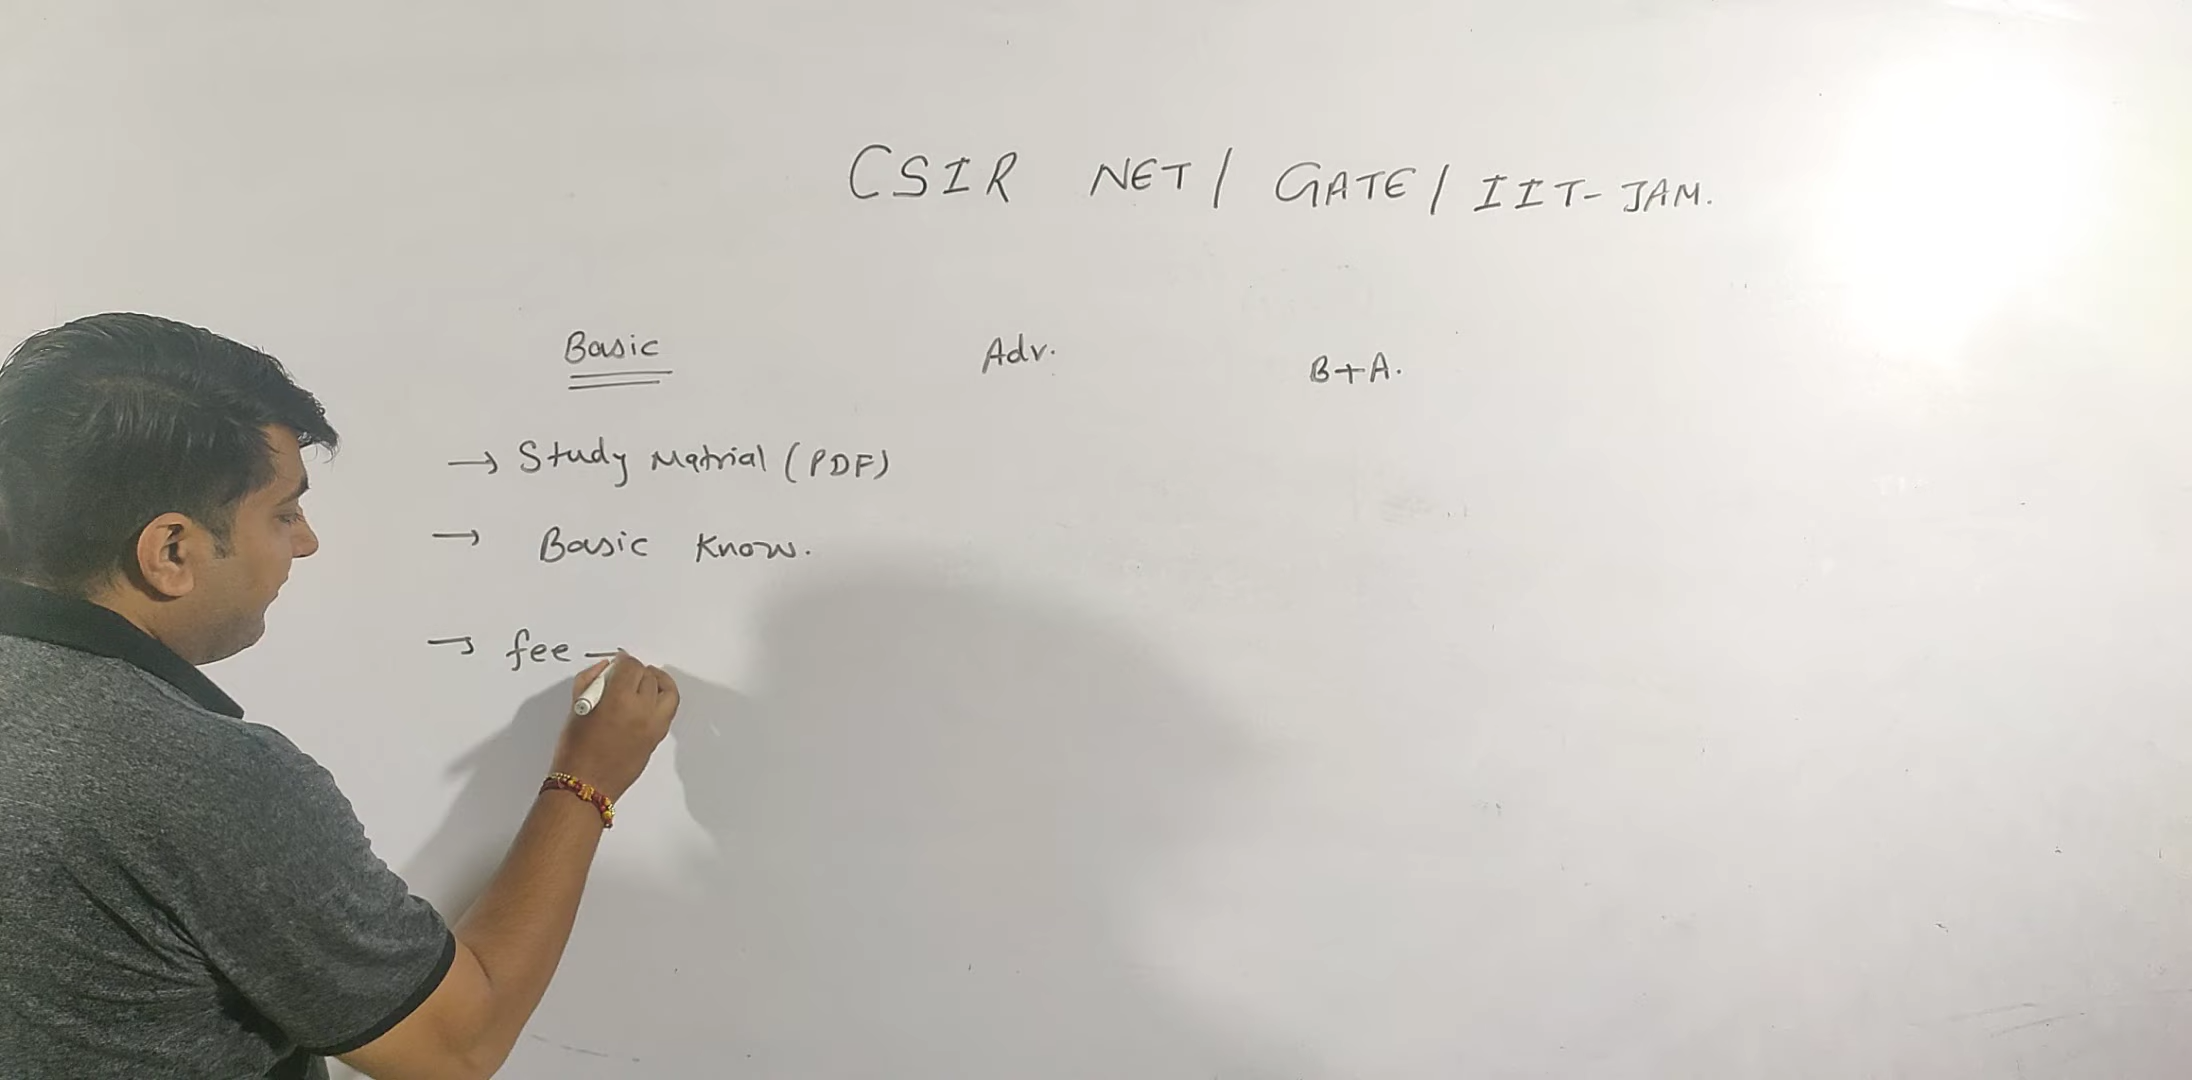 CSIR NET / GATE / IIT-JAM.
Basic Adv. B+A.
→ Study Matrial (PDF)
→ Basic Know.
→ fee →